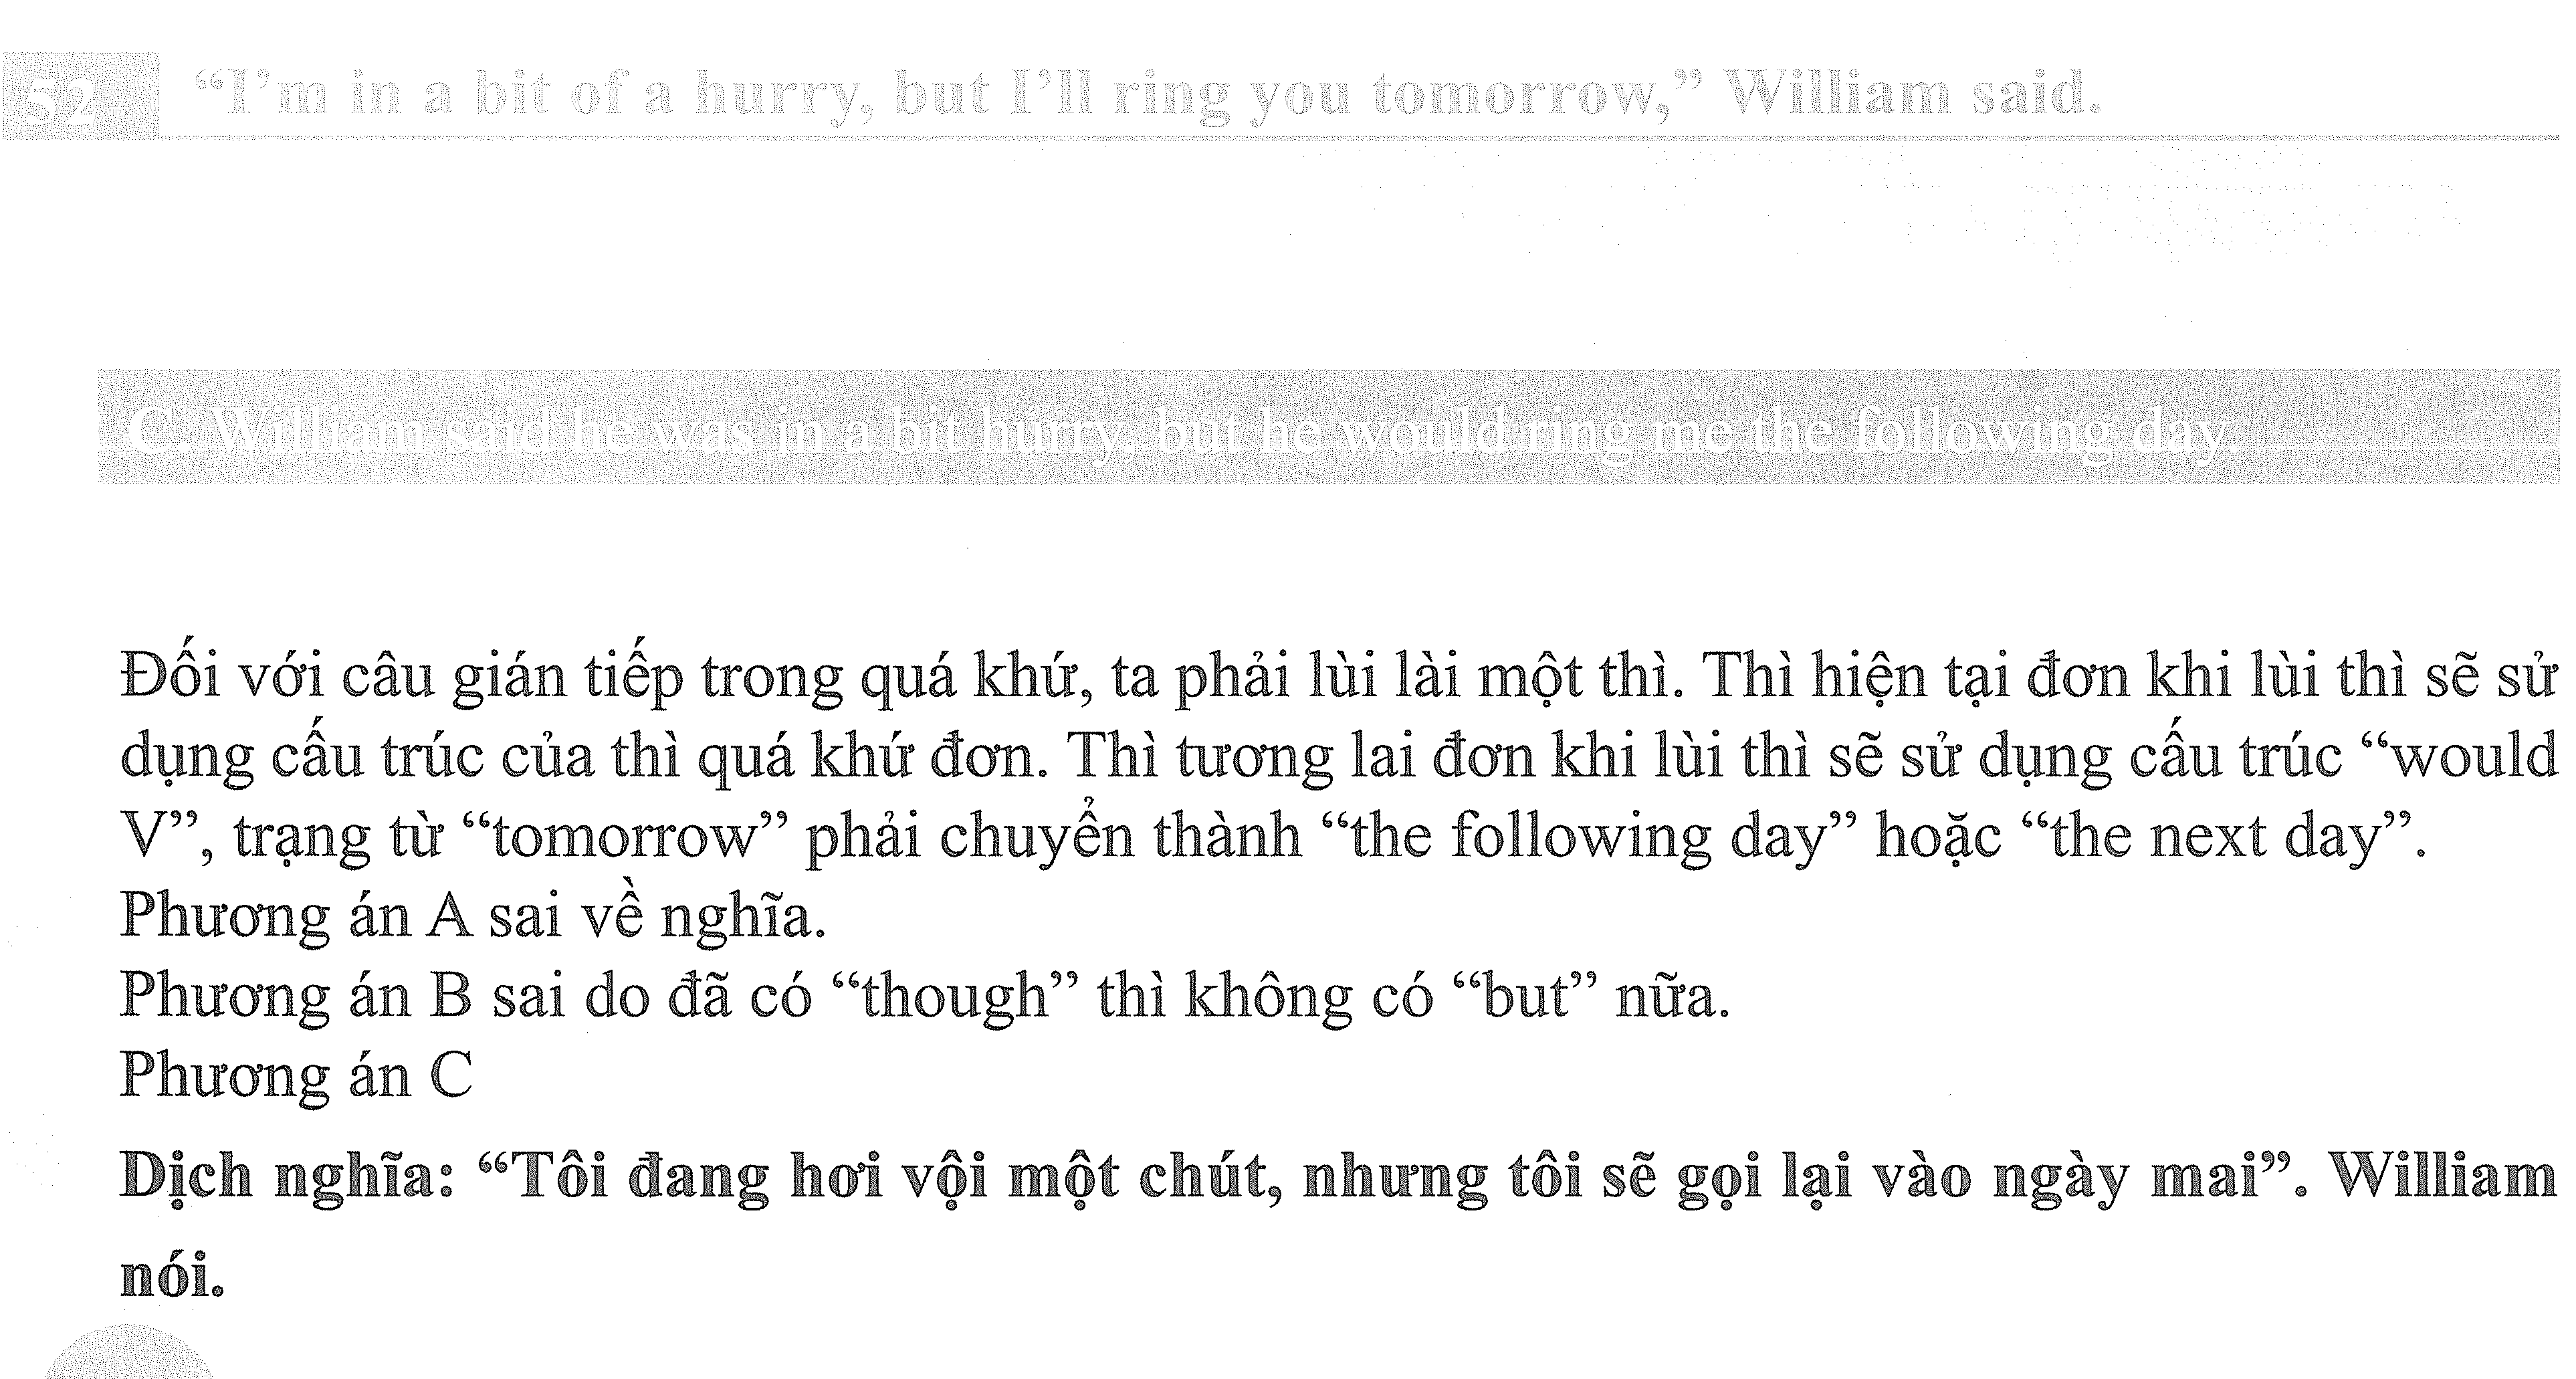 52 “I’m in a bit of a hurry, but I’ll ring you tomorrow,” William said.
C. William said he was in a bit hurry, but he would ring me the following day.
Đối với câu gián tiếp trong quá khứ, ta phải lùi lài một thì. Thì hiện tại đơn khi lùi thì sẽ sử
dụng cấu trúc của thì quá khứ đơn. Thì tương lai đơn khi lùi thì sẽ sử dụng cấu trúc “would
V”, trạng từ “tomorrow” phải chuyển thành “the following day” hoặc “the next day”.
Phương án A sai về nghĩa.
Phương án B sai do đã có “though” thì không có “but” nữa.
Phương án C
Dịch nghĩa: “Tôi đang hơi vội một chút, nhưng tôi sẽ gọi lại vào ngày mai”. William
nói.